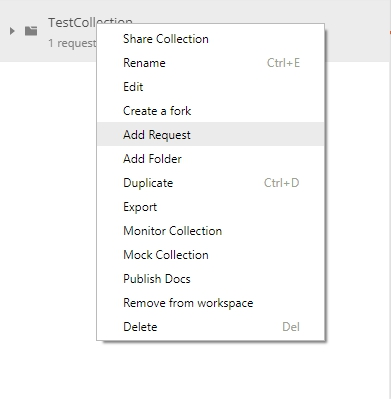 TestCollection
1 request
Share Collection
Rename Ctrl+E
Edit
Create a fork
Add Request
Add Folder
Duplicate Ctrl+D
Export
Monitor Collection
Mock Collection
Publish Docs
Remove from workspace
Delete Del